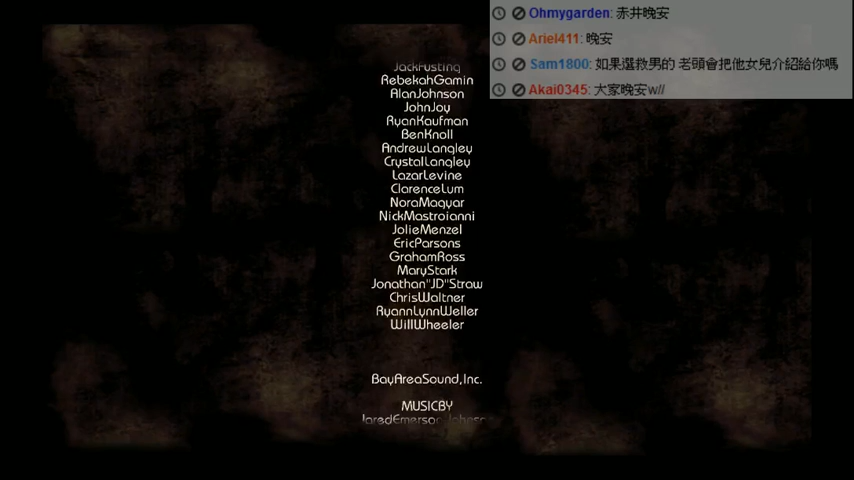 Ohmygarden: 赤井晚安
Ariel411: 晚安
Sam1800: 如果選救男的 老頭會把他女兒介紹給你嗎
Akai0345: 大家晚安w//
JackFusting
RebekahGamin
AlanJohnson
JohnJoy
RyanKaufman
BenKnoll
AndrewLangley
CrystalLangley
LazarLevine
ClarenceLum
NoraMagyar
NickMastroianni
JolieMenzel
EricParsons
GrahamRoss
MaryStark
Jonathan"JD"Straw
ChrisWaltner
RyannLynnWeller
WillWheeler
BayAreaSound,Inc.
MUSICBY
JaredEmerson-Johnson